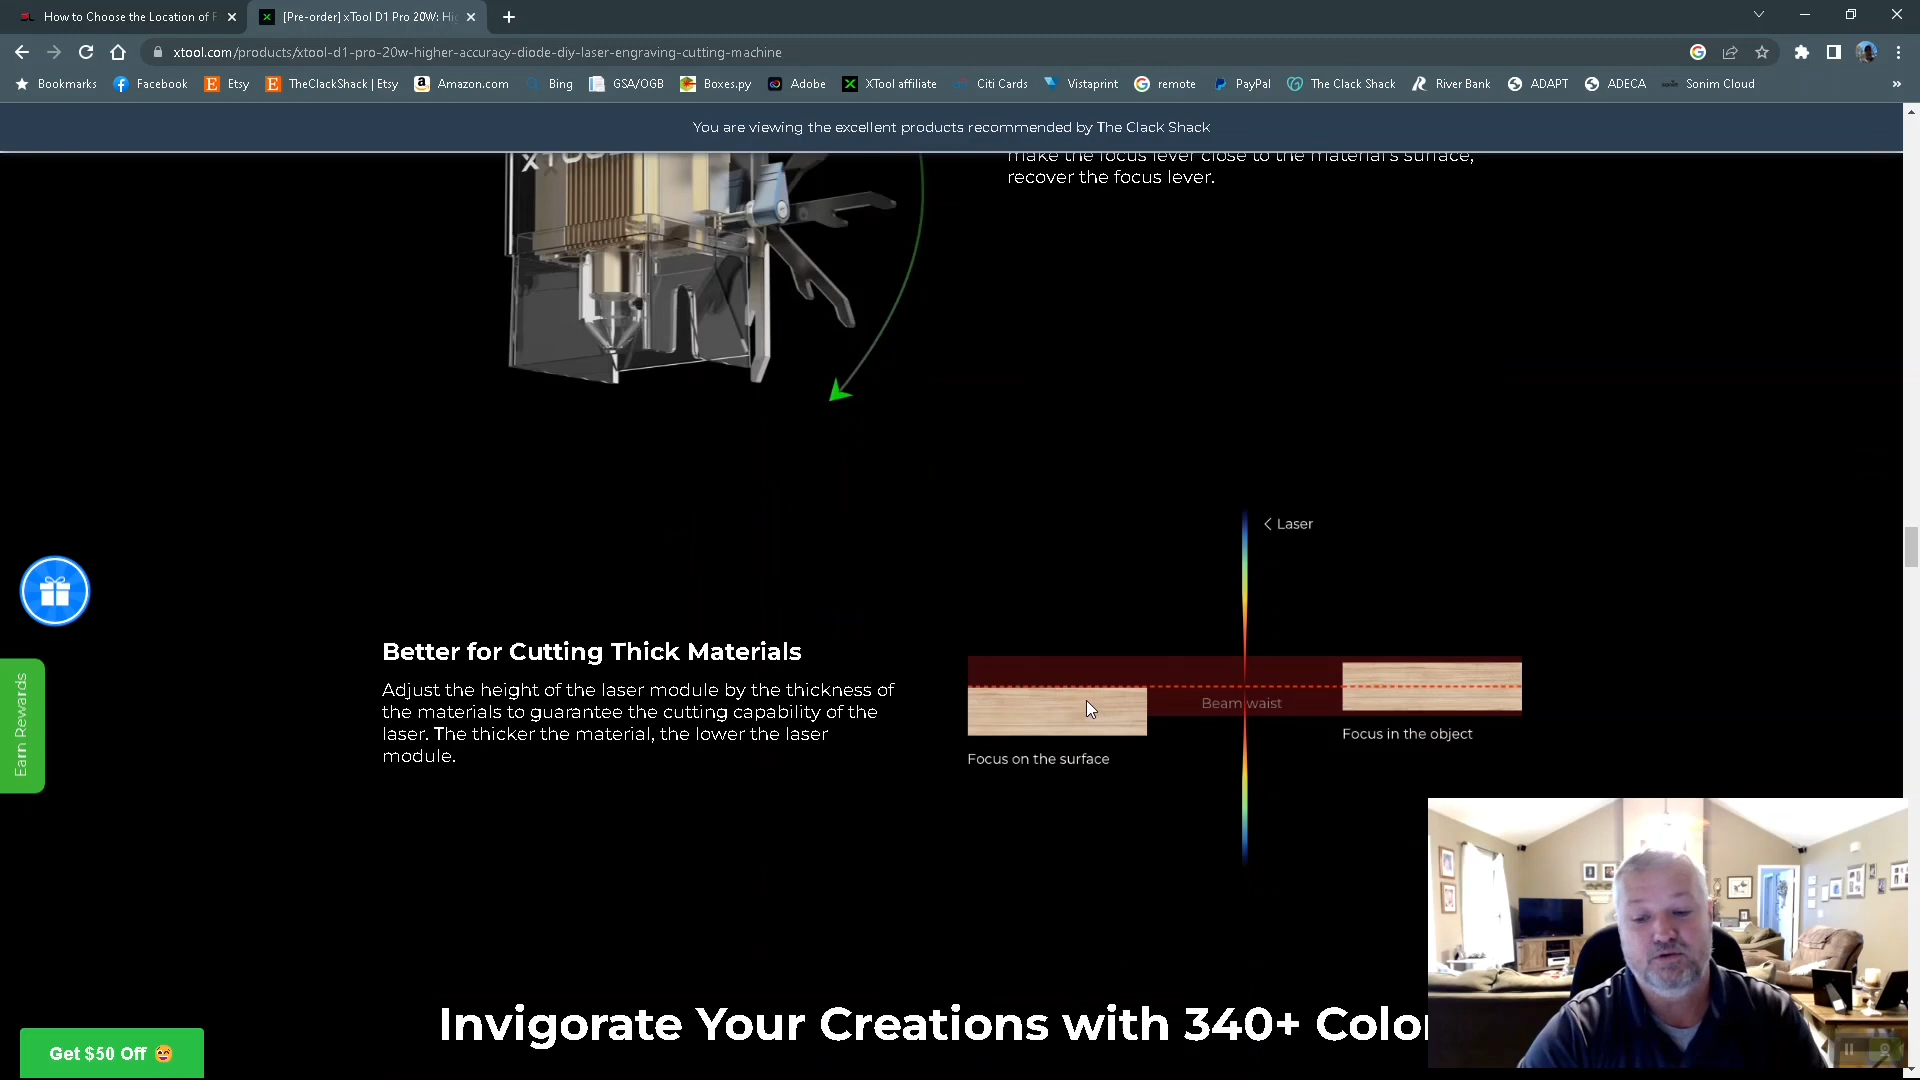 How to Choose the Location of F
[Pre-order] xTool D1 Pro 20W: Hi
xtool.com/products/xtool-d1-pro-20w-higher-accuracy-diode-diy-laser-engraving-cutting-machine
Bookmarks Facebook Etsy TheClackShack | Etsy Amazon.com Bing GSA/OGB Boxes.py Adobe XTool affiliate Citi Cards Vistaprint remote PayPal The Clack Shack River Bank ADAPT ADECA Sonim Cloud »
You are viewing the excellent products recommended by The Clack Shack
make the focus lever close to the material's surface,
recover the focus lever.
xTOO
< Laser
Better for Cutting Thick Materials
Adjust the height of the laser module by the thickness of
the materials to guarantee the cutting capability of the
laser. The thicker the material, the lower the laser
module.
Beam waist
Focus in the object
Focus on the surface
Earn Rewards
Invigorate Your Creations with 340+ Color
Get $50 Off